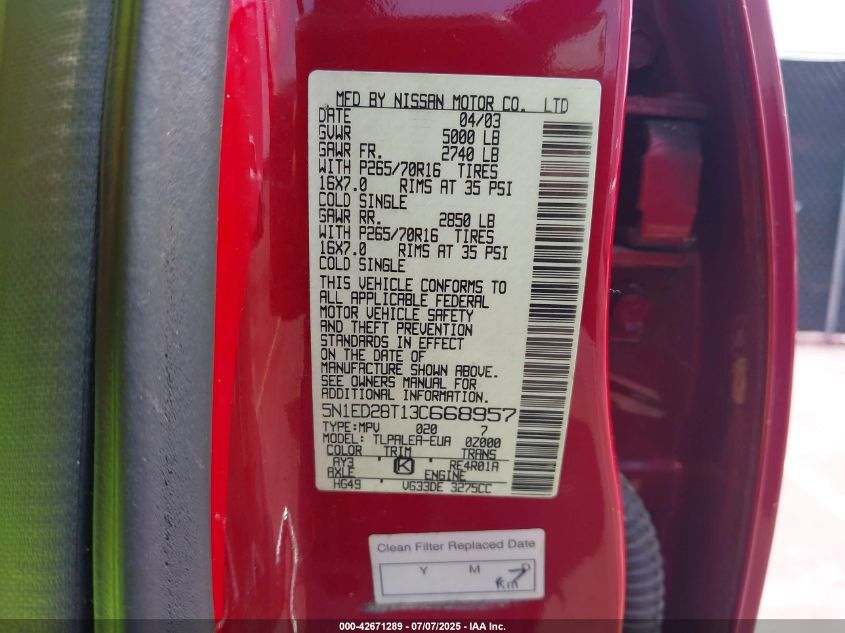 MFD BY NISSAN MOTOR CO. LTD
DATE 04/03
GVWR 5000 LB
GAWR FR. 2740 LB
WITH P265/70R16 TIRES
16X7.0 RIMS AT 35 PSI
COLD SINGLE
GAWR RR. 2850 LB
WITH P265/70R16 TIRES
16X7.0 RIMS AT 35 PSI
COLD SINGLE
THIS VEHICLE CONFORMS TO
ALL APPLICABLE FEDERAL
MOTOR VEHICLE SAFETY
AND THEFT PREVENTION
STANDARDS IN EFFECT
ON THE DATE OF
MANUFACTURE SHOWN ABOVE.
SEE OWNERS MANUAL FOR
ADDITIONAL INFORMATION.
5N1ED28T13C668957
TYPE:MPV 020 7
MODEL: TLPALEA-EUA 0Z000
COLOR TRIM TRANS
AY3 K RE4R01A
AXLE ENGINE
HG49 VG33DE 3275CC
Clean Filter Replaced Date
Y M D
km
000-42671289 - 07/07/2025 - IAA Inc.